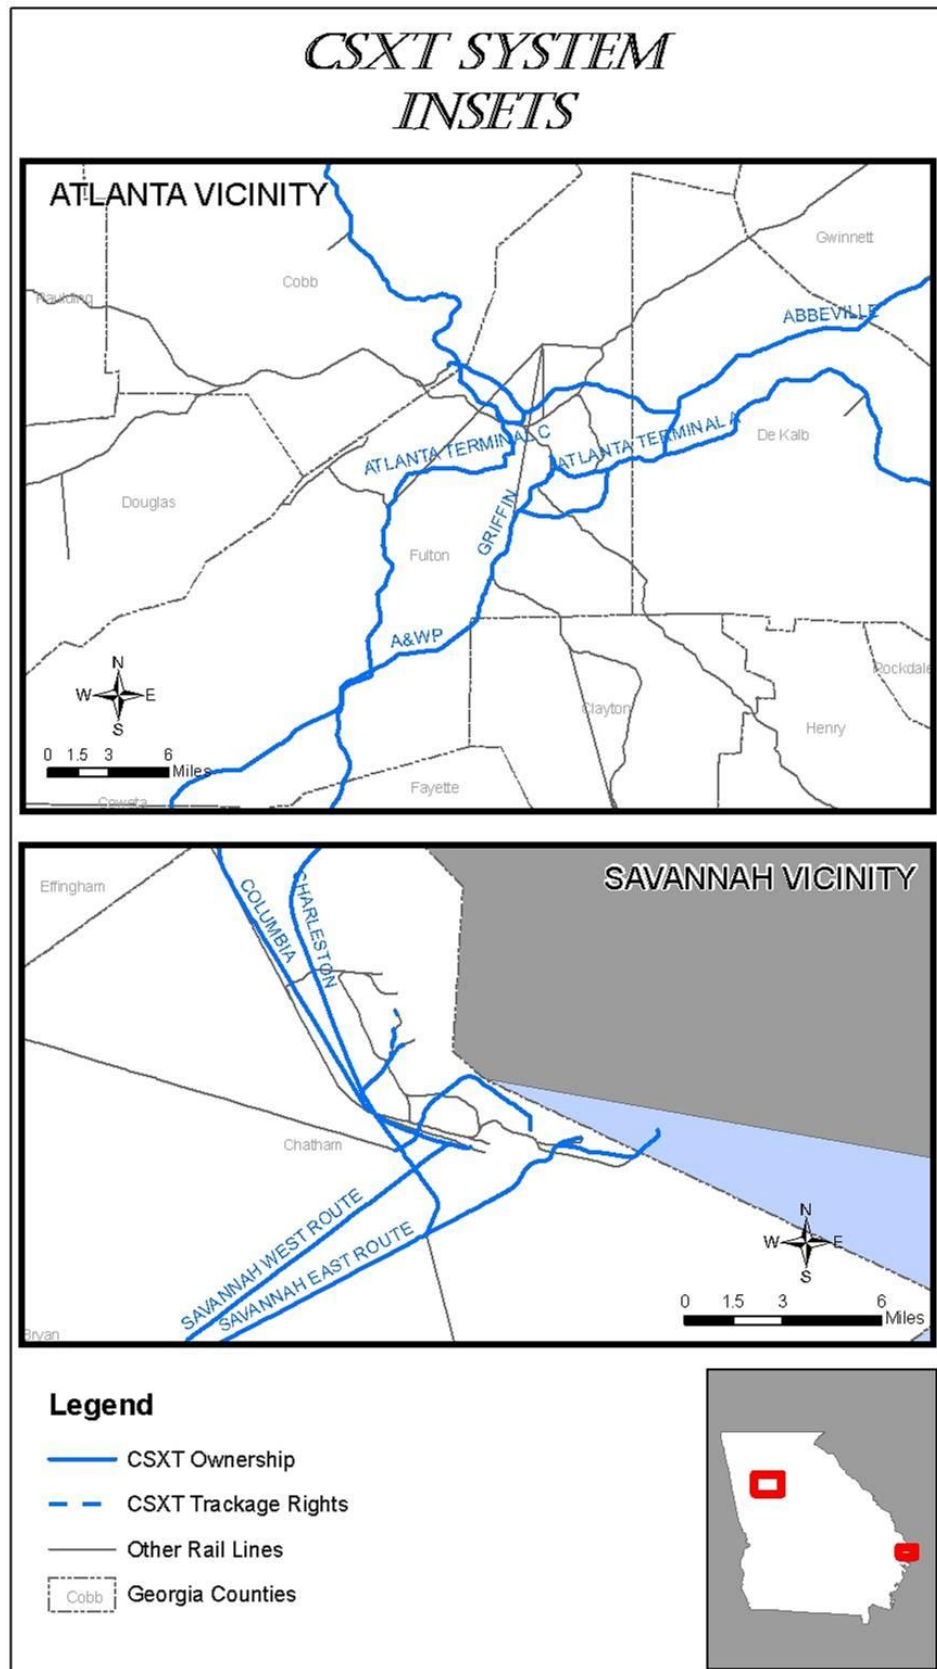 CSXT SYSTEM
INSETS
ATLANTA VICINITY
Gwinnett
Cobb
Paulding
ABBEVILLE
ATLANTA TERMINAL C
ATLANTA TERMINAL A
De Kalb
Douglas
GRIFFIN
Fulton
A&WP
N
W E
S
Rockdale
Clayton
Henry
0 1.5 3 6
Miles
Fayette
Coweta
SAVANNAH VICINITY
Effingham
COLUMBIA
CHARLESTON
Chatham
SAVANNAH WEST ROUTE
SAVANNAH EAST ROUTE
N
W E
S
0 1.5 3 6
Miles
Bryan
Legend
CSXT Ownership
CSXT Trackage Rights
Other Rail Lines
Cobb Georgia Counties